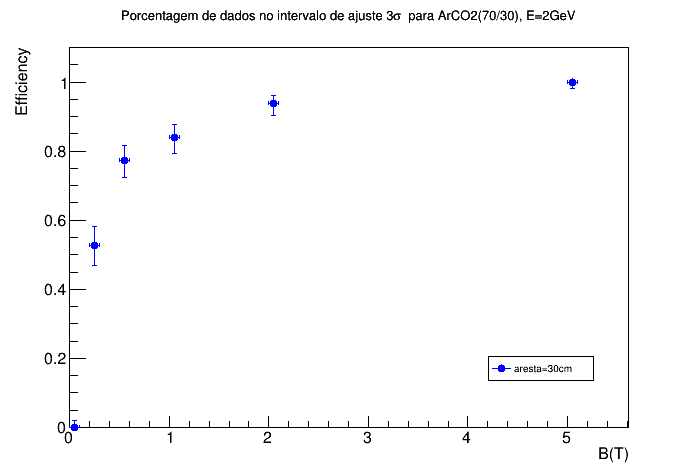 Porcentagem de dados no intervalo de ajuste 3σ para ArCO2(70/30), E=2GeV
Efficiency
1
0.8
0.6
0.4
0.2
0
0 1 2 3 4 5
B(T)
aresta=30cm